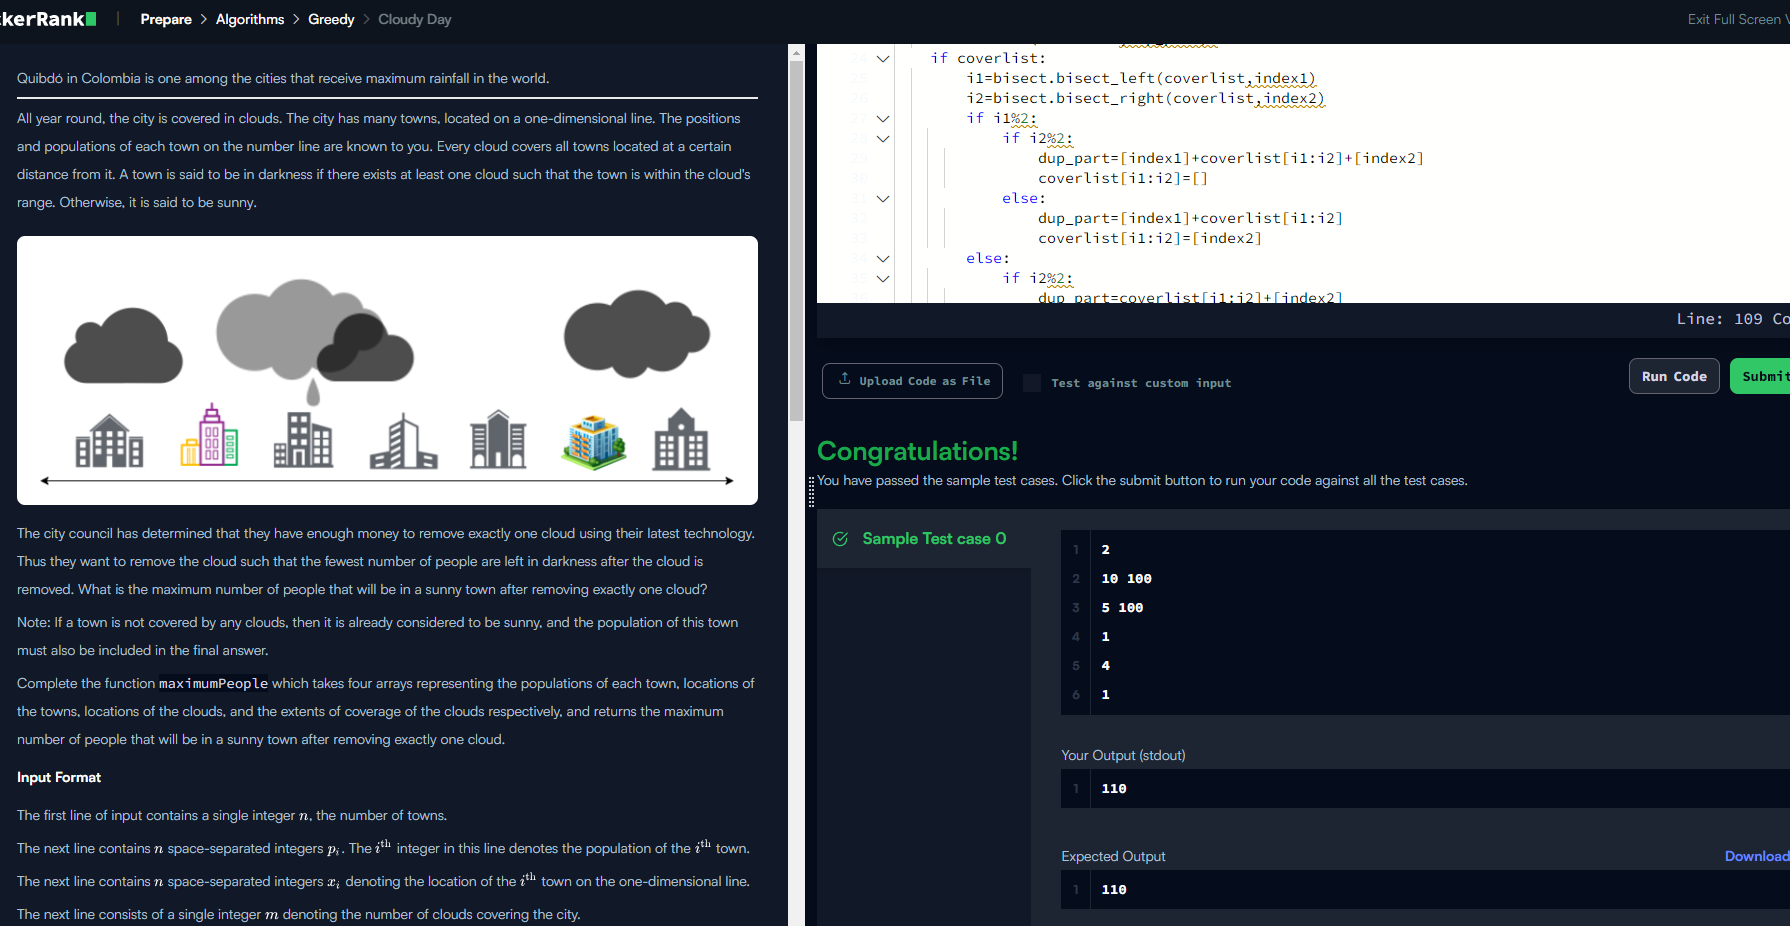 kerRank
Prepare > Algorithms > Greedy > Cloudy Day
Exit Full Screen V
Quibdó in Colombia is one among the cities that receive maximum rainfall in the world.
All year round, the city is covered in clouds. The city has many towns, located on a one-dimensional line. The positions
and populations of each town on the number line are known to you. Every cloud covers all towns located at a certain
distance from it. A town is said to be in darkness if there exists at least one cloud such that the town is within the cloud's
range. Otherwise, it is said to be sunny.
The city council has determined that they have enough money to remove exactly one cloud using their latest technology.
Thus they want to remove the cloud such that the fewest number of people are left in darkness after the cloud is
removed. What is the maximum number of people that will be in a sunny town after removing exactly one cloud?
Note: If a town is not covered by any clouds, then it is already considered to be sunny, and the population of this town
must also be included in the final answer.
Complete the function maximumPeople which takes four arrays representing the populations of each town, locations of
the towns, locations of the clouds, and the extents of coverage of the clouds respectively, and returns the maximum
number of people that will be in a sunny town after removing exactly one cloud.
Input Format
The first line of input contains a single integer n, the number of towns.
The next line contains n space-separated integers pᵢ. The iᵗʰ integer in this line denotes the population of the iᵗʰ town.
The next line contains n space-separated integers xᵢ denoting the location of the iᵗʰ town on the one-dimensional line.
The next line consists of a single integer m denoting the number of clouds covering the city.
24 if coverlist:
25 i1=bisect.bisect_left(coverlist,index1)
26 i2=bisect.bisect_right(coverlist,index2)
27 if i1%2:
28 if i2%2:
29 dup_part=[index1]+coverlist[i1:i2]+[index2]
30 coverlist[i1:i2]=[]
31 else:
32 dup_part=[index1]+coverlist[i1:i2]
33 coverlist[i1:i2]=[index2]
34 else:
35 if i2%2:
dup_part=coverlist[i1:i2]+[index2]
Line: 109 Co
Upload Code as File
Test against custom input
Run Code
Submit
Congratulations!
You have passed the sample test cases. Click the submit button to run your code against all the test cases.
Sample Test case 0
1 2
2 10 100
3 5 100
4 1
5 4
6 1
Your Output (stdout)
1 110
Expected Output
Download
1 110